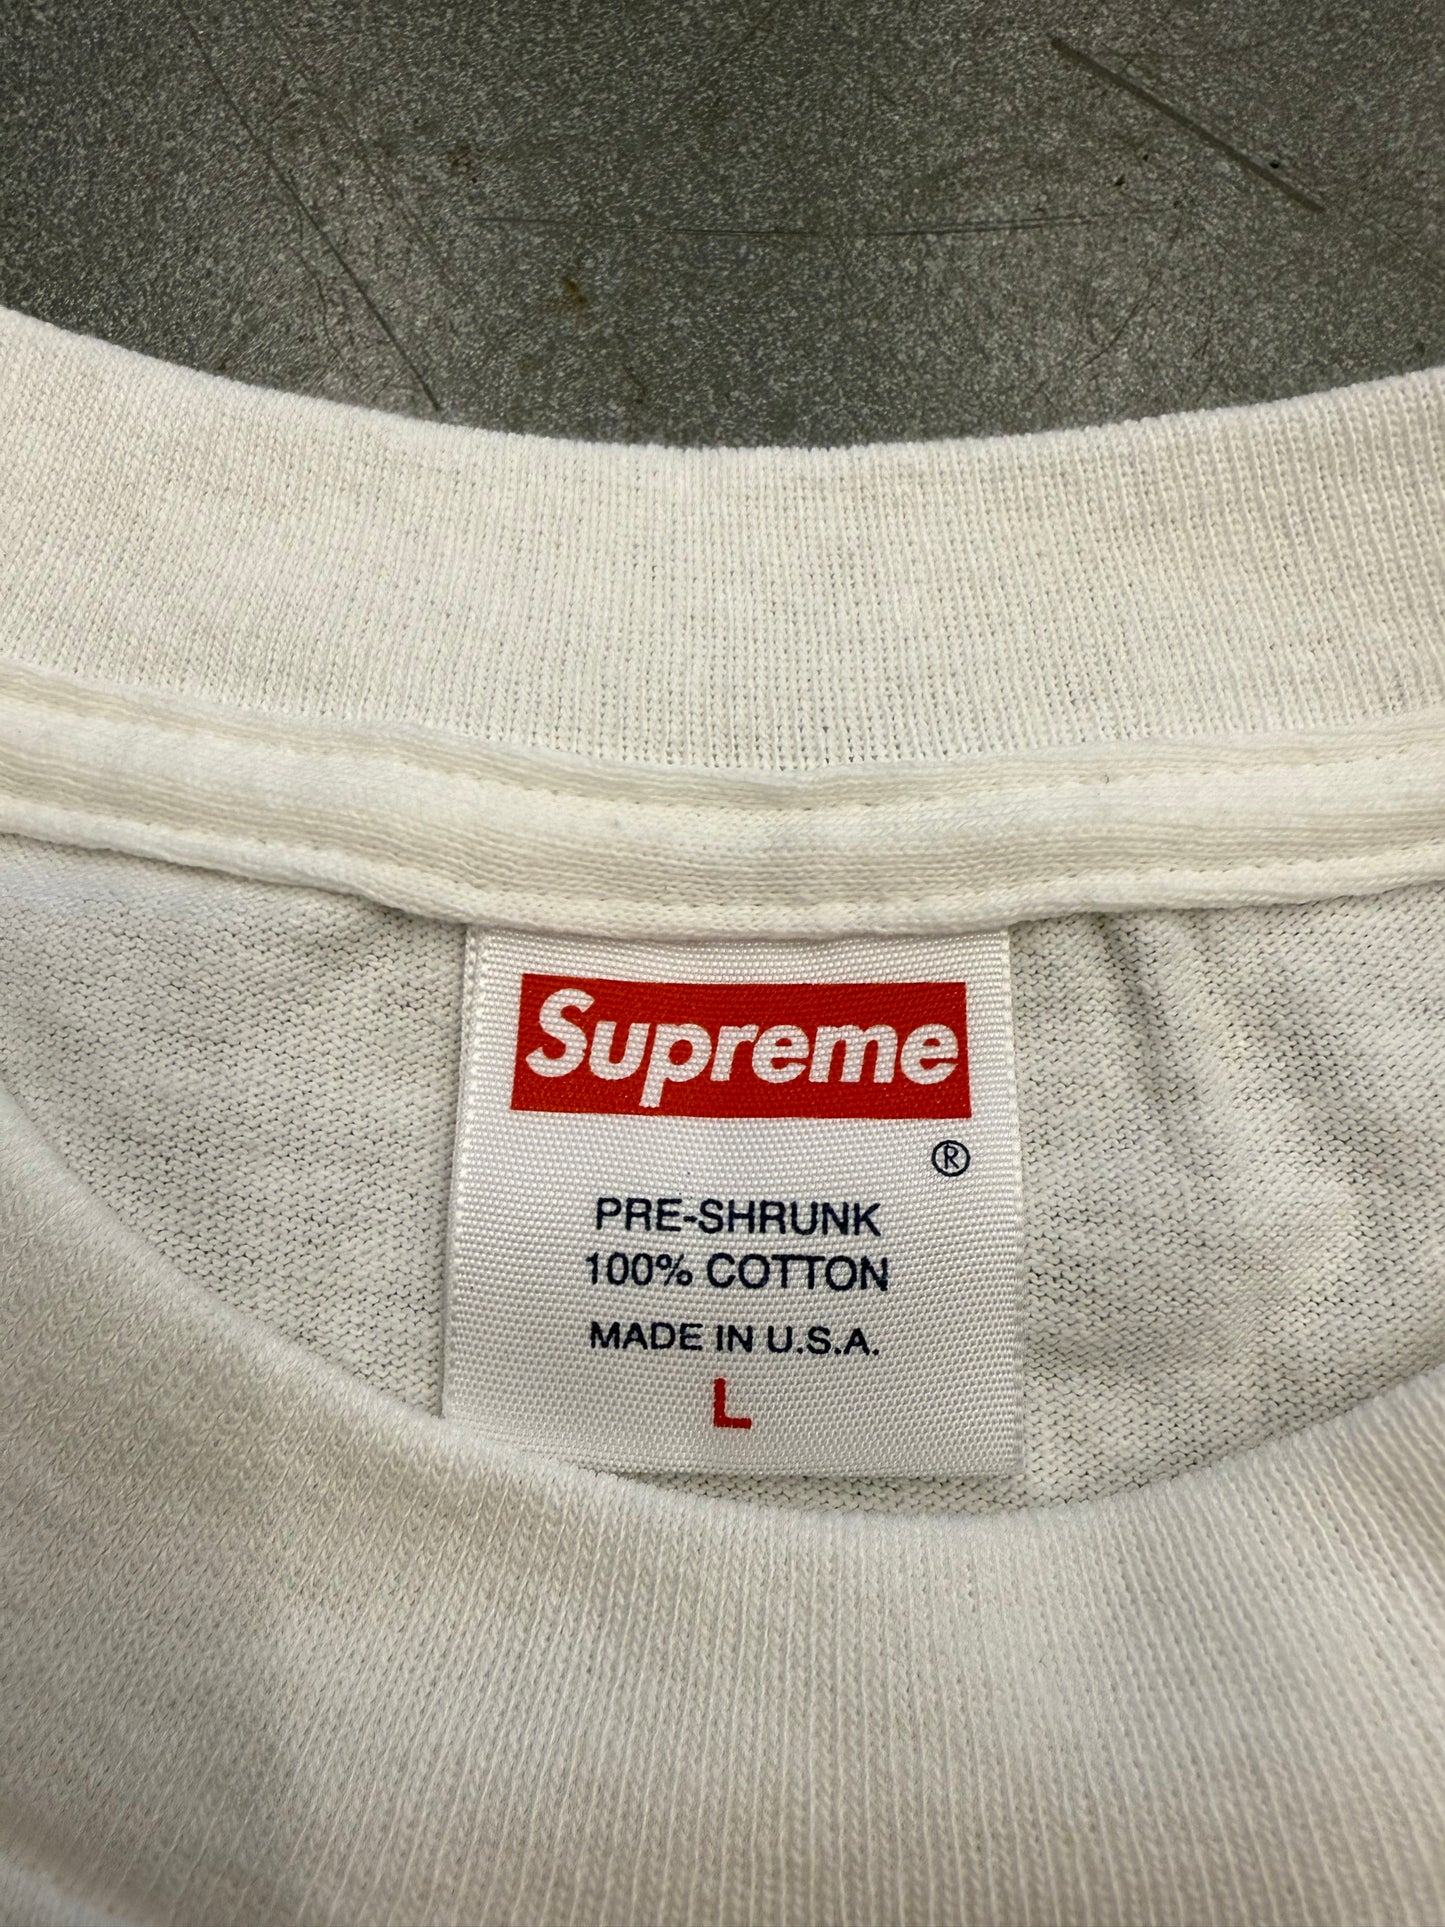 Supreme
®
PRE-SHRUNK
100% COTTON
MADE IN U.S.A.
L